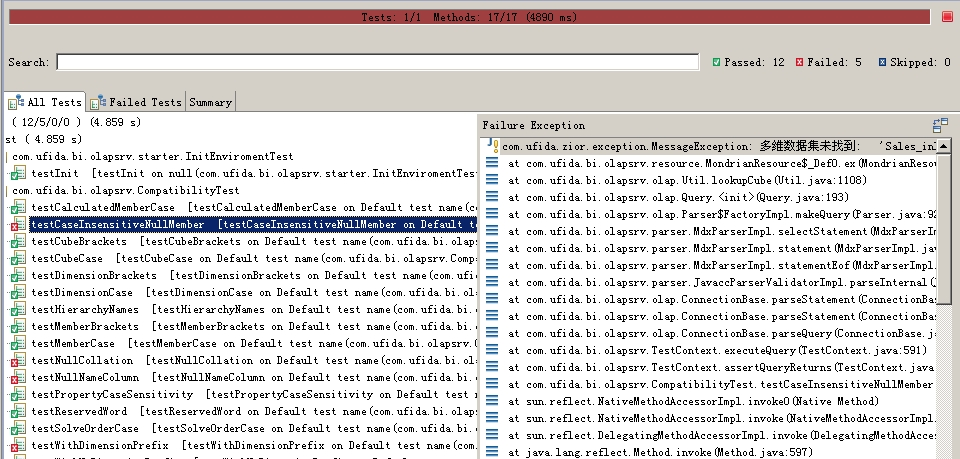 Tests: 1/1 Methods: 17/17 (4890 ms)
Search:
Passed: 12 Failed: 5 Skipped: 0
All Tests Failed Tests Summary
( 12/5/0/0 ) (4.859 s)
st ( 4.859 s)
com.ufida.bi.olapsrv.starter.InitEnviromentTest
testInit [testInit on null(com.ufida.bi.olapsrv.starter.InitEnviromentTes
com.ufida.bi.olapsrv.CompatibilityTest
testCalculatedMemberCase [testCalculatedMemberCase on Default test name(c
testCaseInsensitiveNullMember [testCaseInsensitiveNullMember on Default t
testCubeBrackets [testCubeBrackets on Default test name(com.ufida.bi.olap
testCubeCase [testCubeCase on Default test name(com.ufida.bi.olapsrv.Comp
testDimensionBrackets [testDimensionBrackets on Default test name(com.ufi
testDimensionCase [testDimensionCase on Default test name(com.ufida.bi.ol
testHierarchyNames [testHierarchyNames on Default test name(com.ufida.bi.
testMemberBrackets [testMemberBrackets on Default test name(com.ufida.bi.
testMemberCase [testMemberCase on Default test name(com.ufida.bi.olapsrv.
testNullCollation [testNullCollation on Default test name(com.ufida.bi.ol
testNullNameColumn [testNullNameColumn on Default test name(com.ufida.bi.
testPropertyCaseSensitivity [testPropertyCaseSensitivity on Default test
testReservedWord [testReservedWord on Default test name(com.ufida.bi.olap
testSolveOrderCase [testSolveOrderCase on Default test name(com.ufida.bi.
testWithDimensionPrefix [testWithDimensionPrefix on Default test name(com
Failure Exception
com.ufida.zior.exception.MessageException: 多维数据集未找到: 'Sales_inl
at com.ufida.bi.olapsrv.resource.MondrianResource$_Def0.ex(MondrianResour
at com.ufida.bi.olapsrv.olap.Util.lookupCube(Util.java:1108)
at com.ufida.bi.olapsrv.olap.Query.<init>(Query.java:193)
at com.ufida.bi.olapsrv.olap.Parser$FactoryImpl.makeQuery(Parser.java:92
at com.ufida.bi.olapsrv.parser.MdxParserImpl.selectStatement(MdxParserIm
at com.ufida.bi.olapsrv.parser.MdxParserImpl.statement(MdxParserImpl.jav
at com.ufida.bi.olapsrv.parser.MdxParserImpl.statementEof(MdxParserImpl.
at com.ufida.bi.olapsrv.parser.JavaccParserValidatorImpl.parseInternal(J
at com.ufida.bi.olapsrv.olap.ConnectionBase.parseStatement(ConnectionBas
at com.ufida.bi.olapsrv.olap.ConnectionBase.parseStatement(ConnectionBas
at com.ufida.bi.olapsrv.olap.ConnectionBase.parseQuery(ConnectionBase.j
at com.ufida.bi.olapsrv.TestContext.executeQuery(TestContext.java:591)
at com.ufida.bi.olapsrv.TestContext.assertQueryReturns(TestContext.java
at com.ufida.bi.olapsrv.CompatibilityTest.testCaseInsensitiveNullMember
at sun.reflect.NativeMethodAccessorImpl.invoke0(Native Method)
at sun.reflect.NativeMethodAccessorImpl.invoke(NativeMethodAccessorImpl.
at sun.reflect.DelegatingMethodAccessorImpl.invoke(DelegatingMethodAcces
at java.lang.reflect.Method.invoke(Method.java:597)